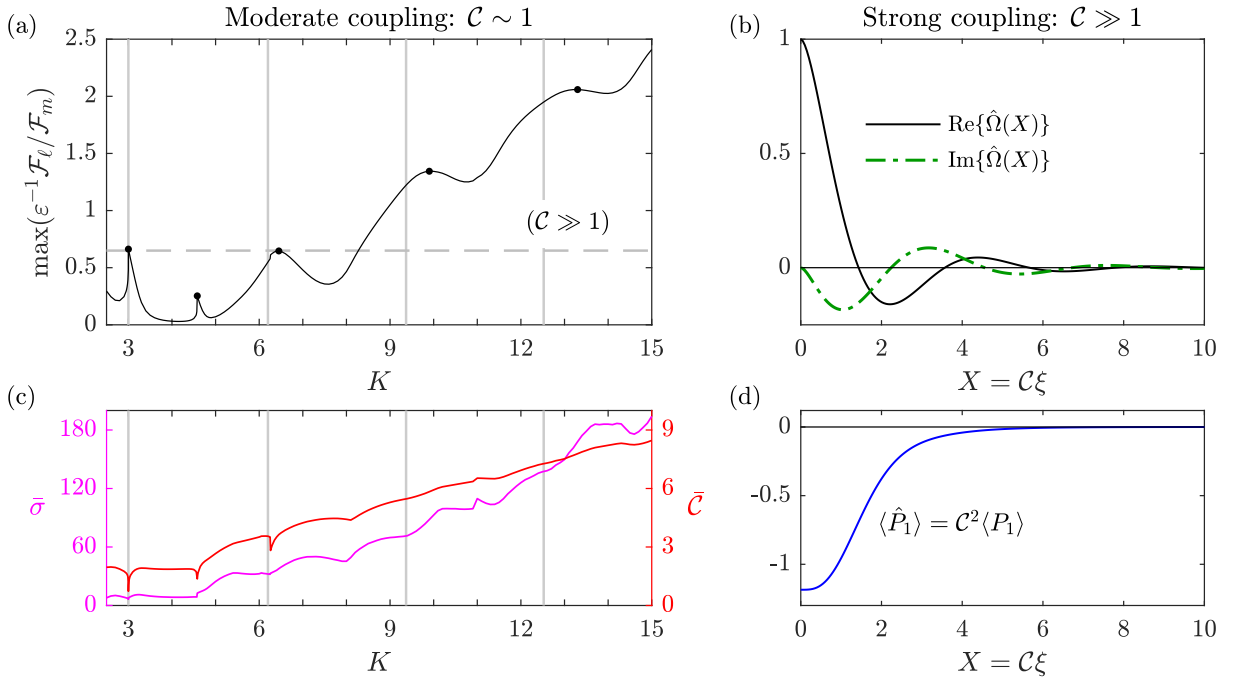 Moderate coupling: 𝒞 ∼ 1
(a)
max(ε⁻¹ℱ_ℓ/ℱ_m)
2.5
2
1.5
1
0.5
0
(𝒞 ≫ 1)
3 6 9 12 15
K
Strong coupling: 𝒞 ≫ 1
(b)
1
0.5
0
Re{Ω̂(X)}
Im{Ω̂(X)}
0 2 4 6 8 10
X = 𝒞ξ
(c)
σ̄
180
120
60
0
9
6
3
0
𝒞̄
3 6 9 12 15
K
(d)
0
-0.5
-1
⟨P̂₁⟩ = 𝒞²⟨P₁⟩
0 2 4 6 8 10
X = 𝒞ξ